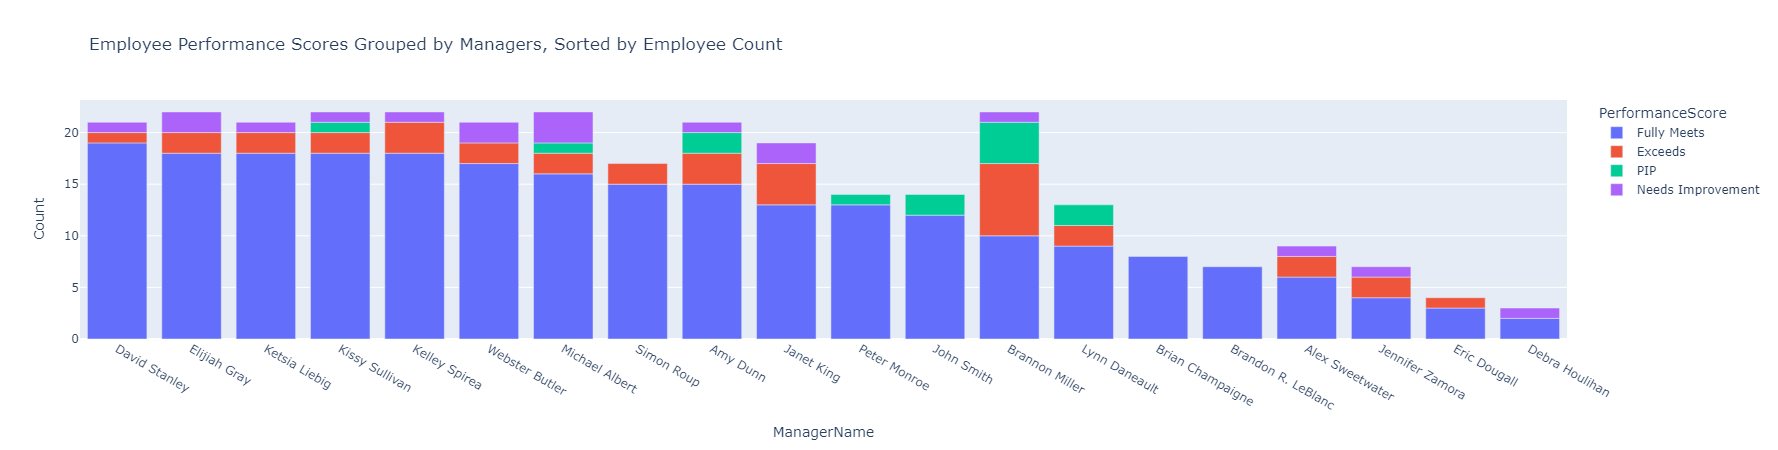 Employee Performance Scores Grouped by Managers, Sorted by Employee Count
PerformanceScore
Fully Meets
Exceeds
PIP
Needs Improvement
Count
20
15
10
5
0
David Stanley
Elijiah Gray
Ketsia Liebig
Kissy Sullivan
Kelley Spirea
Webster Butler
Michael Albert
Simon Roup
Amy Dunn
Janet King
Peter Monroe
John Smith
Brannon Miller
Lynn Daneault
Brian Champaigne
Brandon R. LeBlanc
Alex Sweetwater
Jennifer Zamora
Eric Dougall
Debra Houlihan
ManagerName